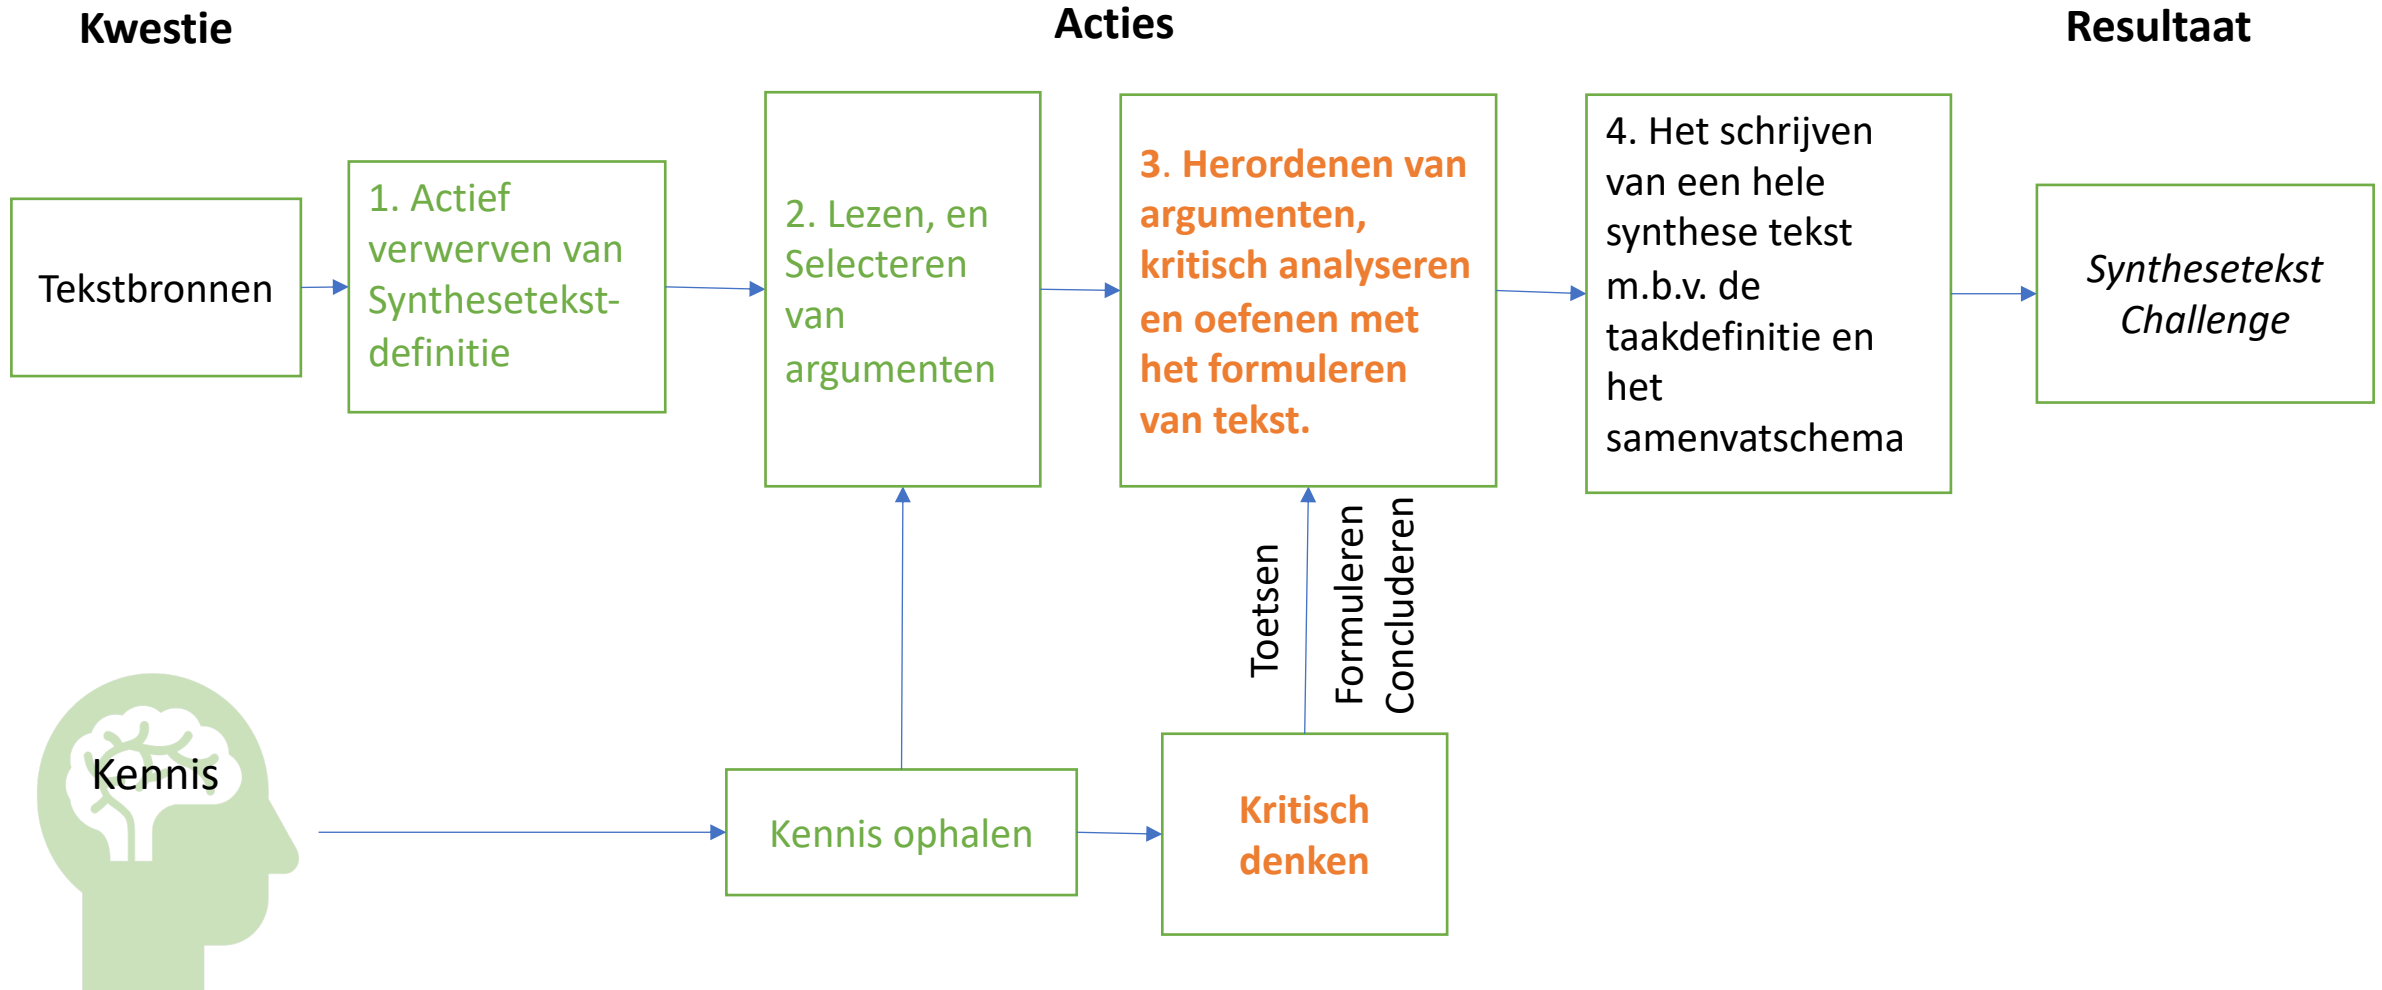 Kwestie
Acties
Resultaat
Tekstbronnen
1. Actief
verwerven van
Synthesetekst-
definitie
2. Lezen, en
Selecteren
van
argumenten
3. Herordenen van
argumenten,
kritisch analyseren
en oefenen met
het formuleren
van tekst.
4. Het schrijven
van een hele
synthese tekst
m.b.v. de
taakdefinitie en
het
samenvatschema
Synthesetekst
Challenge
Toetsen
Formuleren
Concluderen
Kennis
Kennis ophalen
Kritisch
denken